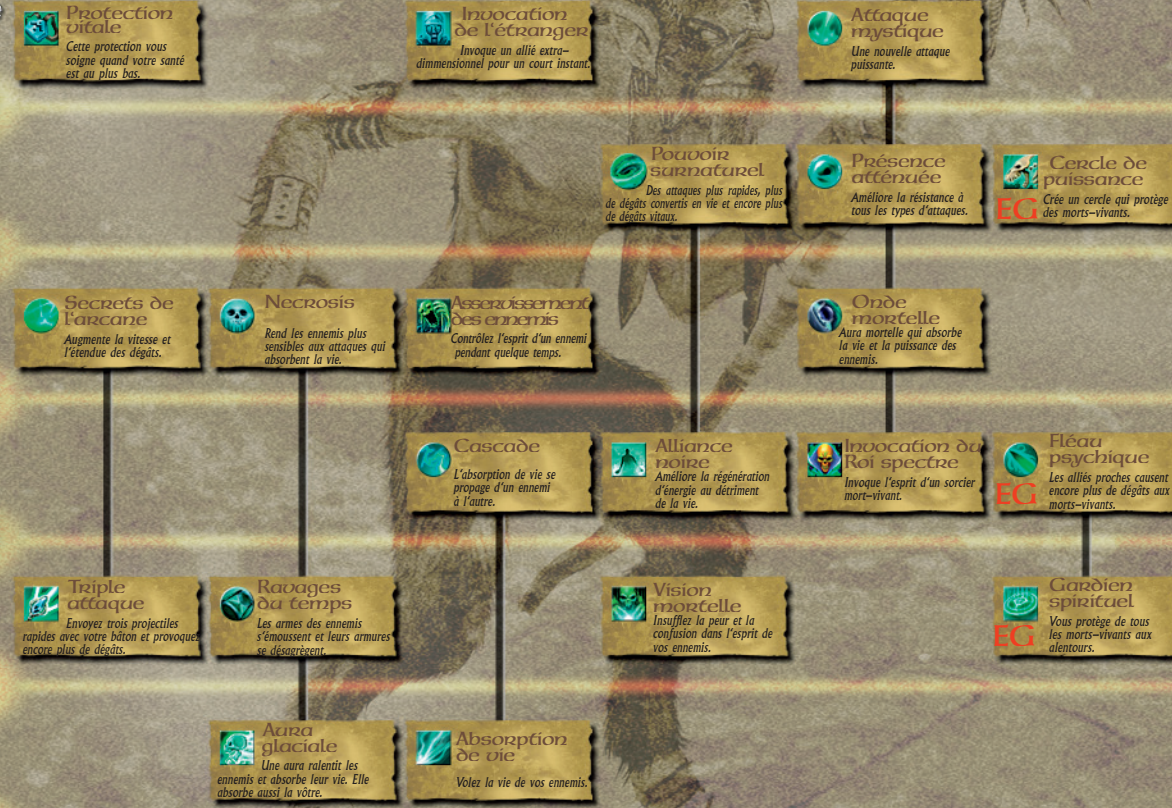 Protection
vitale
Cette protection vous
soigne quand votre santé
est au plus bas.
Invocation
de l'étranger
Invoque un allié extra-
dimmensionnel pour un court instant.
Attaque
mystique
Une nouvelle attaque
puissante.
Pouvoir
surnaturel
Des attaques plus rapides, plus
de dégâts convertis en vie et encore plus
de dégâts vitaux.
Présence
atténuée
Améliore la résistance à
tous les types d'attaques.
Cercle de
puissance
EG
Crée un cercle qui protège
des morts-vivants.
Secrets de
l'arcane
Augmente la vitesse et
l'étendue des dégâts.
Necrosis
Rend les ennemis plus
sensibles aux attaques qui
absorbent la vie.
Asservissement
des ennemis
Contrôlez l'esprit d'un ennemi
pendant quelque temps.
Onde
mortelle
Aura mortelle qui absorbe
la vie et la puissance des
ennemis.
Cascade
L'absorption de vie se
propage d'un ennemi
à l'autre.
Alliance
noire
Améliore la régénération
d'énergie au détriment
de la vie.
Invocation du
Roi spectre
Invoque l'esprit d'un sorcier
mort-vivant.
Fléau
psychique
EG
Les alliés proches causent
encore plus de dégâts aux
morts-vivants.
Triple
attaque
Envoyez trois projectiles
rapides avec votre bâton et provoquez
encore plus de dégâts.
Ravages
du temps
Les armes des ennemis
s'émoussent et leurs armures
se désagrègent.
Vision
mortelle
Insufflez la peur et la
confusion dans l'esprit de
vos ennemis.
Gardien
spirituel
EG
Vous protège de tous
les morts-vivants aux
alentours.
Aura
glaciale
Une aura ralentit les
ennemis et absorbe leur vie. Elle
absorbe aussi la vôtre.
Absorption
de vie
Volez la vie de vos ennemis.